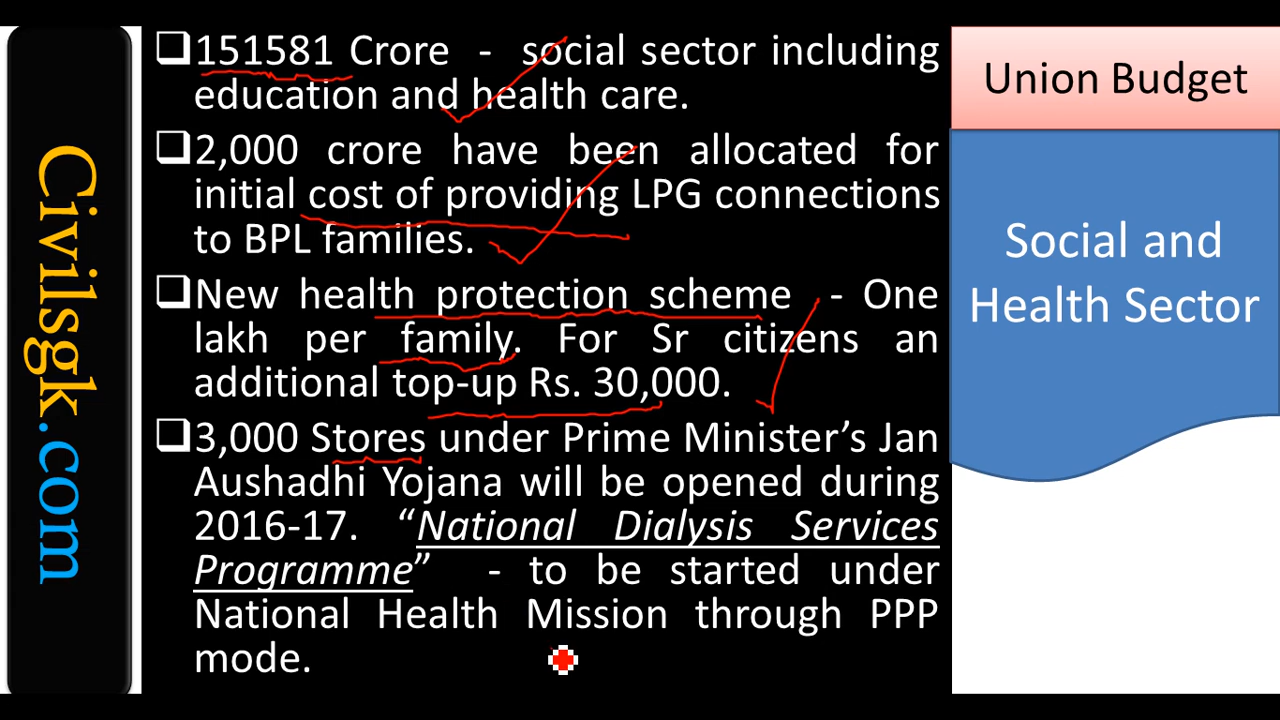 Civilsgk.com
❑151581 Crore - social sector including
education and health care.
❑2,000 crore have been allocated for
initial cost of providing LPG connections
to BPL families.
❑New health protection scheme - One
lakh per family. For Sr citizens an
additional top-up Rs. 30,000.
❑3,000 Stores under Prime Minister’s Jan
Aushadhi Yojana will be opened during
2016-17. “National Dialysis Services
Programme” - to be started under
National Health Mission through PPP
mode.
Union Budget
Social and
Health Sector